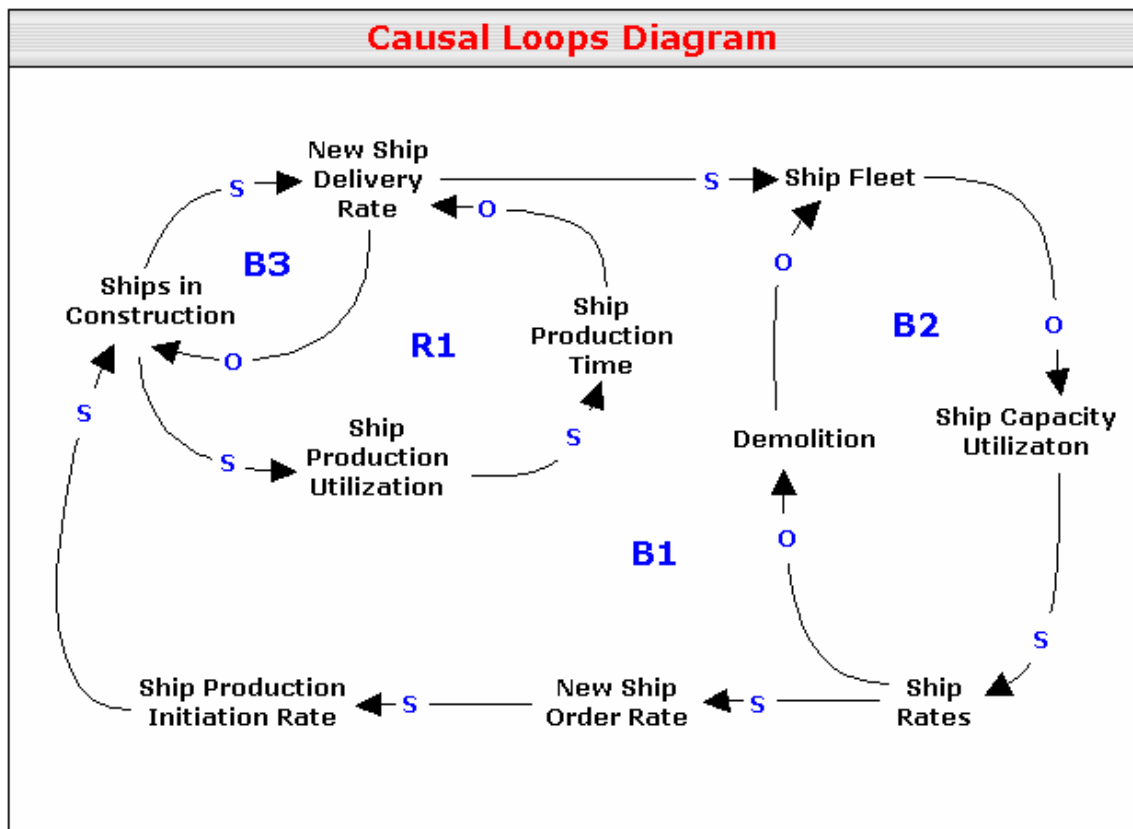 Causal Loops Diagram
New Ship
Delivery
Rate
S
S
Ship Fleet
O
B3
O
Ships in
Construction
Ship
Production
Time
R1
B2
O
O
S
Ship
Production
Utilization
S
S
Demolition
Ship Capacity
Utilizaton
B1
O
S
Ship Production
Initiation Rate
S
New Ship
Order Rate
S
Ship
Rates